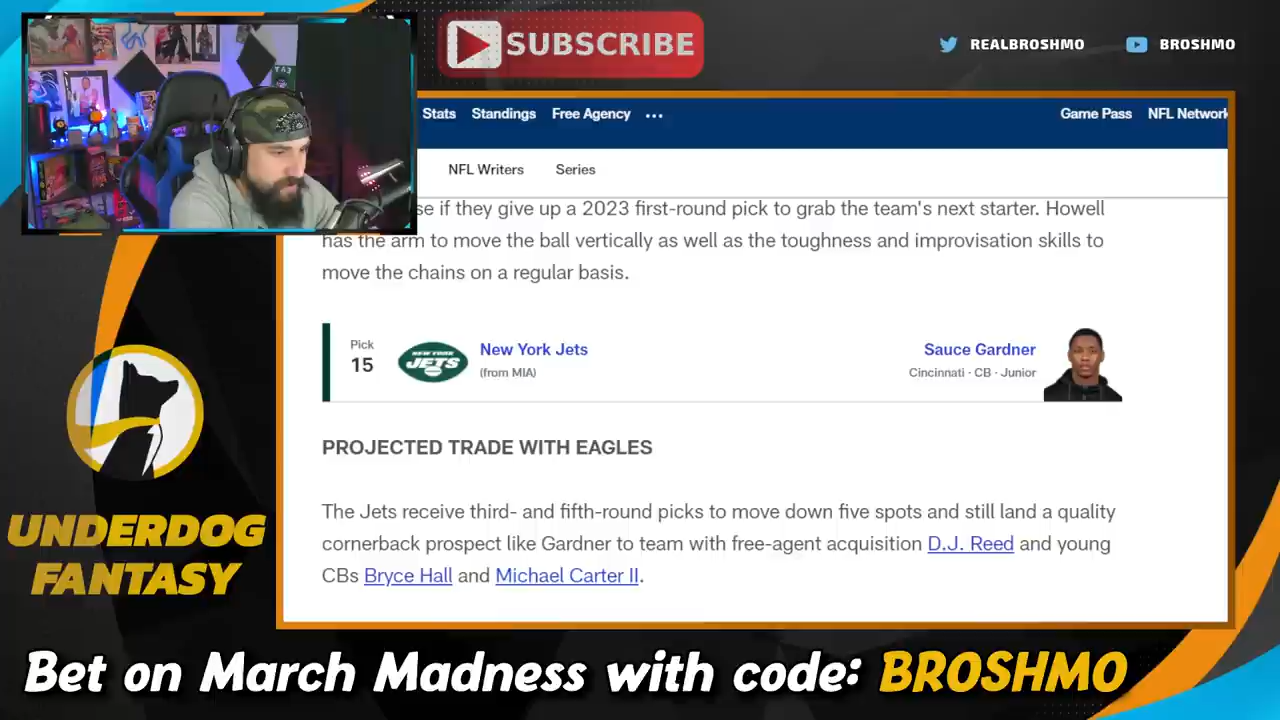 SUBSCRIBE
REALBROSHMO
BROSHMO
Stats Standings Free Agency ...
Game Pass NFL Network
NFL Writers Series
se if they give up a 2023 first-round pick to grab the team's next starter. Howell
has the arm to move the ball vertically as well as the toughness and improvisation skills to
move the chains on a regular basis.
Pick
15
NEW YORK
JETS
New York Jets
(from MIA)
Sauce Gardner
Cincinnati · CB · Junior
PROJECTED TRADE WITH EAGLES
The Jets receive third- and fifth-round picks to move down five spots and still land a quality
cornerback prospect like Gardner to team with free-agent acquisition D.J. Reed and young
CBs Bryce Hall and Michael Carter II.
UNDERDOG
FANTASY
Bet on March Madness with code: BROSHMO